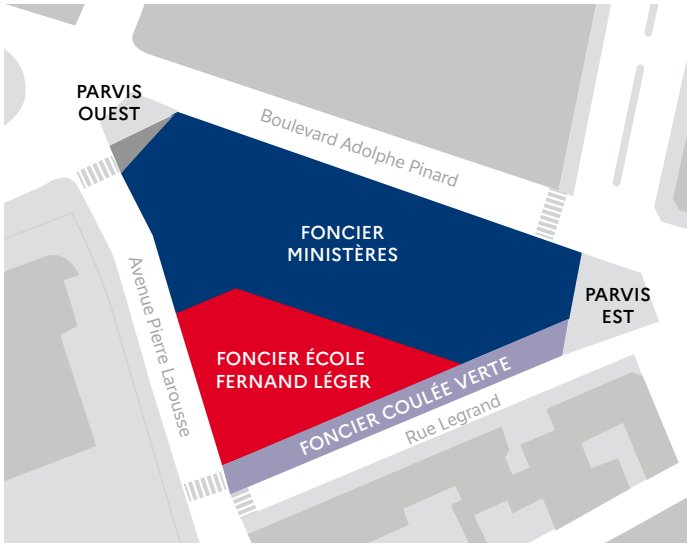 PARVIS
OUEST
Boulevard Adolphe Pinard
FONCIER
MINISTÈRES
PARVIS
EST
Avenue Pierre Larousse
FONCIER ÉCOLE
FERNAND LÉGER
FONCIER COULÉE VERTE
Rue Legrand